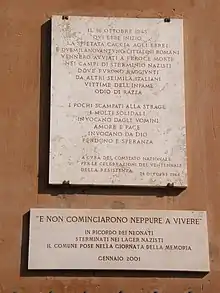 IL 16 OTTOBRE 1943
QUI EBBE INIZIO
LA SPIETATA CACCIA AGLI EBREI
E DUEMILANOVANTUNO CITTADINI ROMANI
VENNERO AVVIATI A FEROCE MORTE
NEI CAMPI DI STERMINIO NAZISTI
DOVE FURONO RAGGIUNTI
DA ALTRI SEIMILA ITALIANI
VITTIME DELL'INFAME
ODIO DI RAZZA
I POCHI SCAMPATI ALLA STRAGE
I MOLTI SOLIDALI
INVOCANO DAGLI UOMINI
AMORE E PACE
INVOCANO DA DIO
PERDONO E SPERANZA
A CURA DEL COMITATO NAZIONALE
PER LE CELEBRAZIONI DEL VENTENNALE
DELLA RESISTENZA
OTTOBRE 1964
"E NON COMINCIARONO NEPPURE A VIVERE"
IN RICORDO DEI NEONATI
STERMINATI NEI LAGER NAZISTI
IL COMUNE POSE NELLA GIORNATA DELLA MEMORIA
GENNAIO 2001